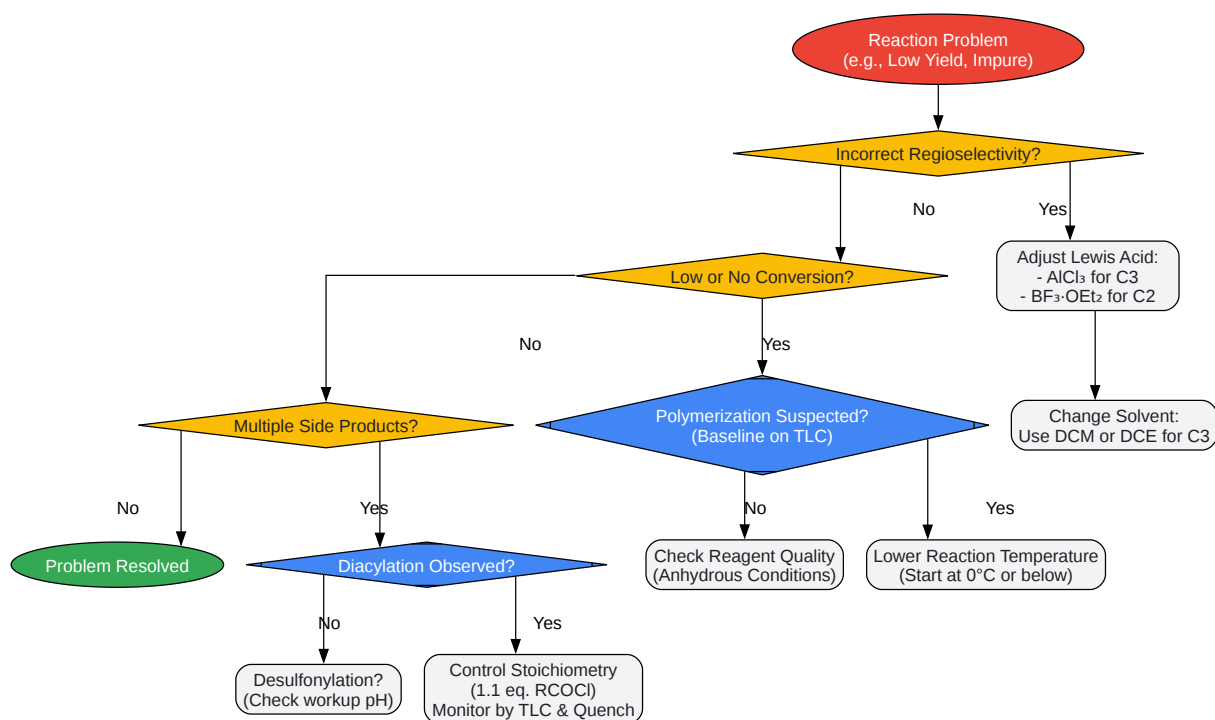 Reaction Problem
(e.g., Low Yield, Impure)
Incorrect Regioselectivity?
No
Yes
Adjust Lewis Acid:
- AlCl₃ for C3
- BF₃·OEt₂ for C2
Low or No Conversion?
No
Yes
Change Solvent:
Use DCM or DCE for C3
Polymerization Suspected?
(Baseline on TLC)
Multiple Side Products?
No
Yes
No
Yes
Problem Resolved
Diacylation Observed?
Check Reagent Quality
(Anhydrous Conditions)
Lower Reaction Temperature
(Start at 0°C or below)
No
Yes
Desulfonylation?
(Check workup pH)
Control Stoichiometry
(1.1 eq. RCOCl)
Monitor by TLC & Quench